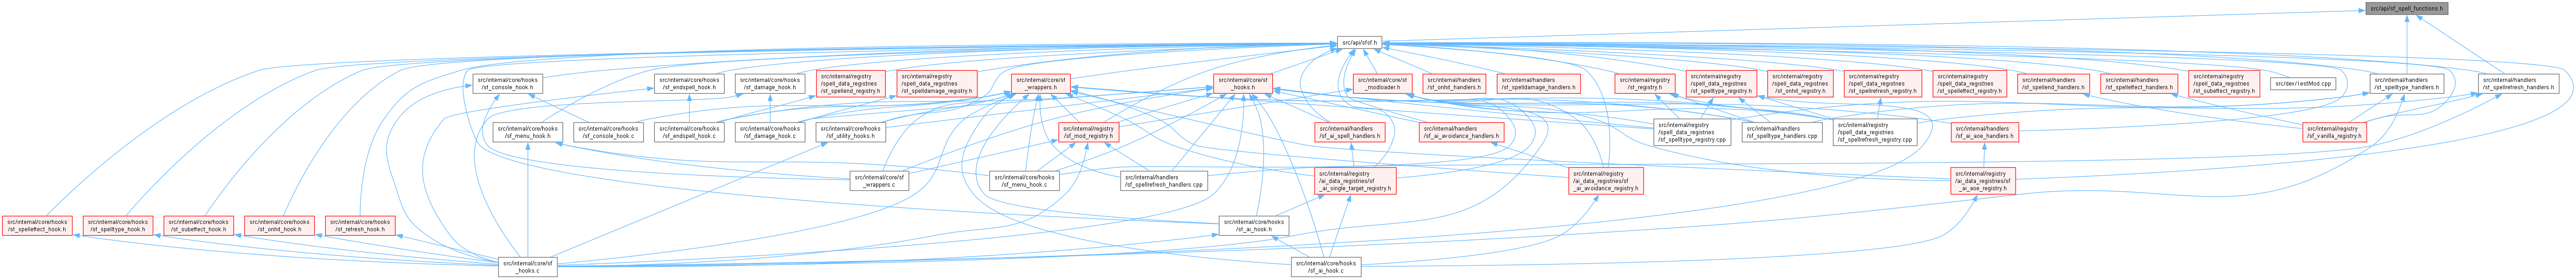 src/api/sf_spell_functions.h
src/api/sfsf.h
src/internal/core/hooks
/sf_console_hook.h
src/internal/core/hooks
/sf_endspell_hook.h
src/internal/core/hooks
/sf_damage_hook.h
src/internal/registry
/spell_data_registries
/sf_spellend_registry.h
src/internal/registry
/spell_data_registries
/sf_spelldamage_registry.h
src/internal/core/sf
_wrappers.h
src/internal/core/sf
_hooks.h
src/internal/core/sf
_modloader.h
src/internal/handlers
/sf_onhit_handlers.h
src/internal/handlers
/sf_spelldamage_handlers.h
src/internal/registry
/sf_registry.h
src/internal/registry
/spell_data_registries
/sf_spelltype_registry.h
src/internal/registry
/spell_data_registries
/sf_onhit_registry.h
src/internal/registry
/spell_data_registries
/sf_spellrefresh_registry.h
src/internal/registry
/spell_data_registries
/sf_spelleffect_registry.h
src/internal/handlers
/sf_spellend_handlers.h
src/internal/handlers
/sf_spelleffect_handlers.h
src/internal/registry
/spell_data_registries
/sf_subeffect_registry.h
src/dev/TestMod.cpp
src/internal/handlers
/sf_spelltype_handlers.h
src/internal/handlers
/sf_spellrefresh_handlers.h
src/internal/core/hooks
/sf_menu_hook.h
src/internal/core/hooks
/sf_console_hook.c
src/internal/core/hooks
/sf_endspell_hook.c
src/internal/core/hooks
/sf_damage_hook.c
src/internal/core/hooks
/sf_utility_hooks.h
src/internal/registry
/sf_mod_registry.h
src/internal/handlers
/sf_ai_spell_handlers.h
src/internal/handlers
/sf_ai_avoidance_handlers.h
src/internal/registry
/spell_data_registries
/sf_spelltype_registry.cpp
src/internal/handlers
/sf_spelltype_handlers.cpp
src/internal/registry
/spell_data_registries
/sf_spellrefresh_registry.cpp
src/internal/handlers
/sf_ai_aoe_handlers.h
src/internal/registry
/sf_vanilla_registry.h
src/internal/core/sf
_wrappers.c
src/internal/core/hooks
/sf_menu_hook.c
src/internal/handlers
/sf_spellrefresh_handlers.cpp
src/internal/registry
/ai_data_registries/sf
_ai_single_target_registry.h
src/internal/registry
/ai_data_registries/sf
_ai_avoidance_registry.h
src/internal/registry
/ai_data_registries/sf
_ai_aoe_registry.h
src/internal/core/hooks
/sf_spelleffect_hook.h
src/internal/core/hooks
/sf_spelltype_hook.h
src/internal/core/hooks
/sf_subeffect_hook.h
src/internal/core/hooks
/sf_onhit_hook.h
src/internal/core/hooks
/sf_refresh_hook.h
src/internal/core/hooks
/sf_ai_hook.h
src/internal/core/sf
_hooks.c
src/internal/core/hooks
/sf_ai_hook.c